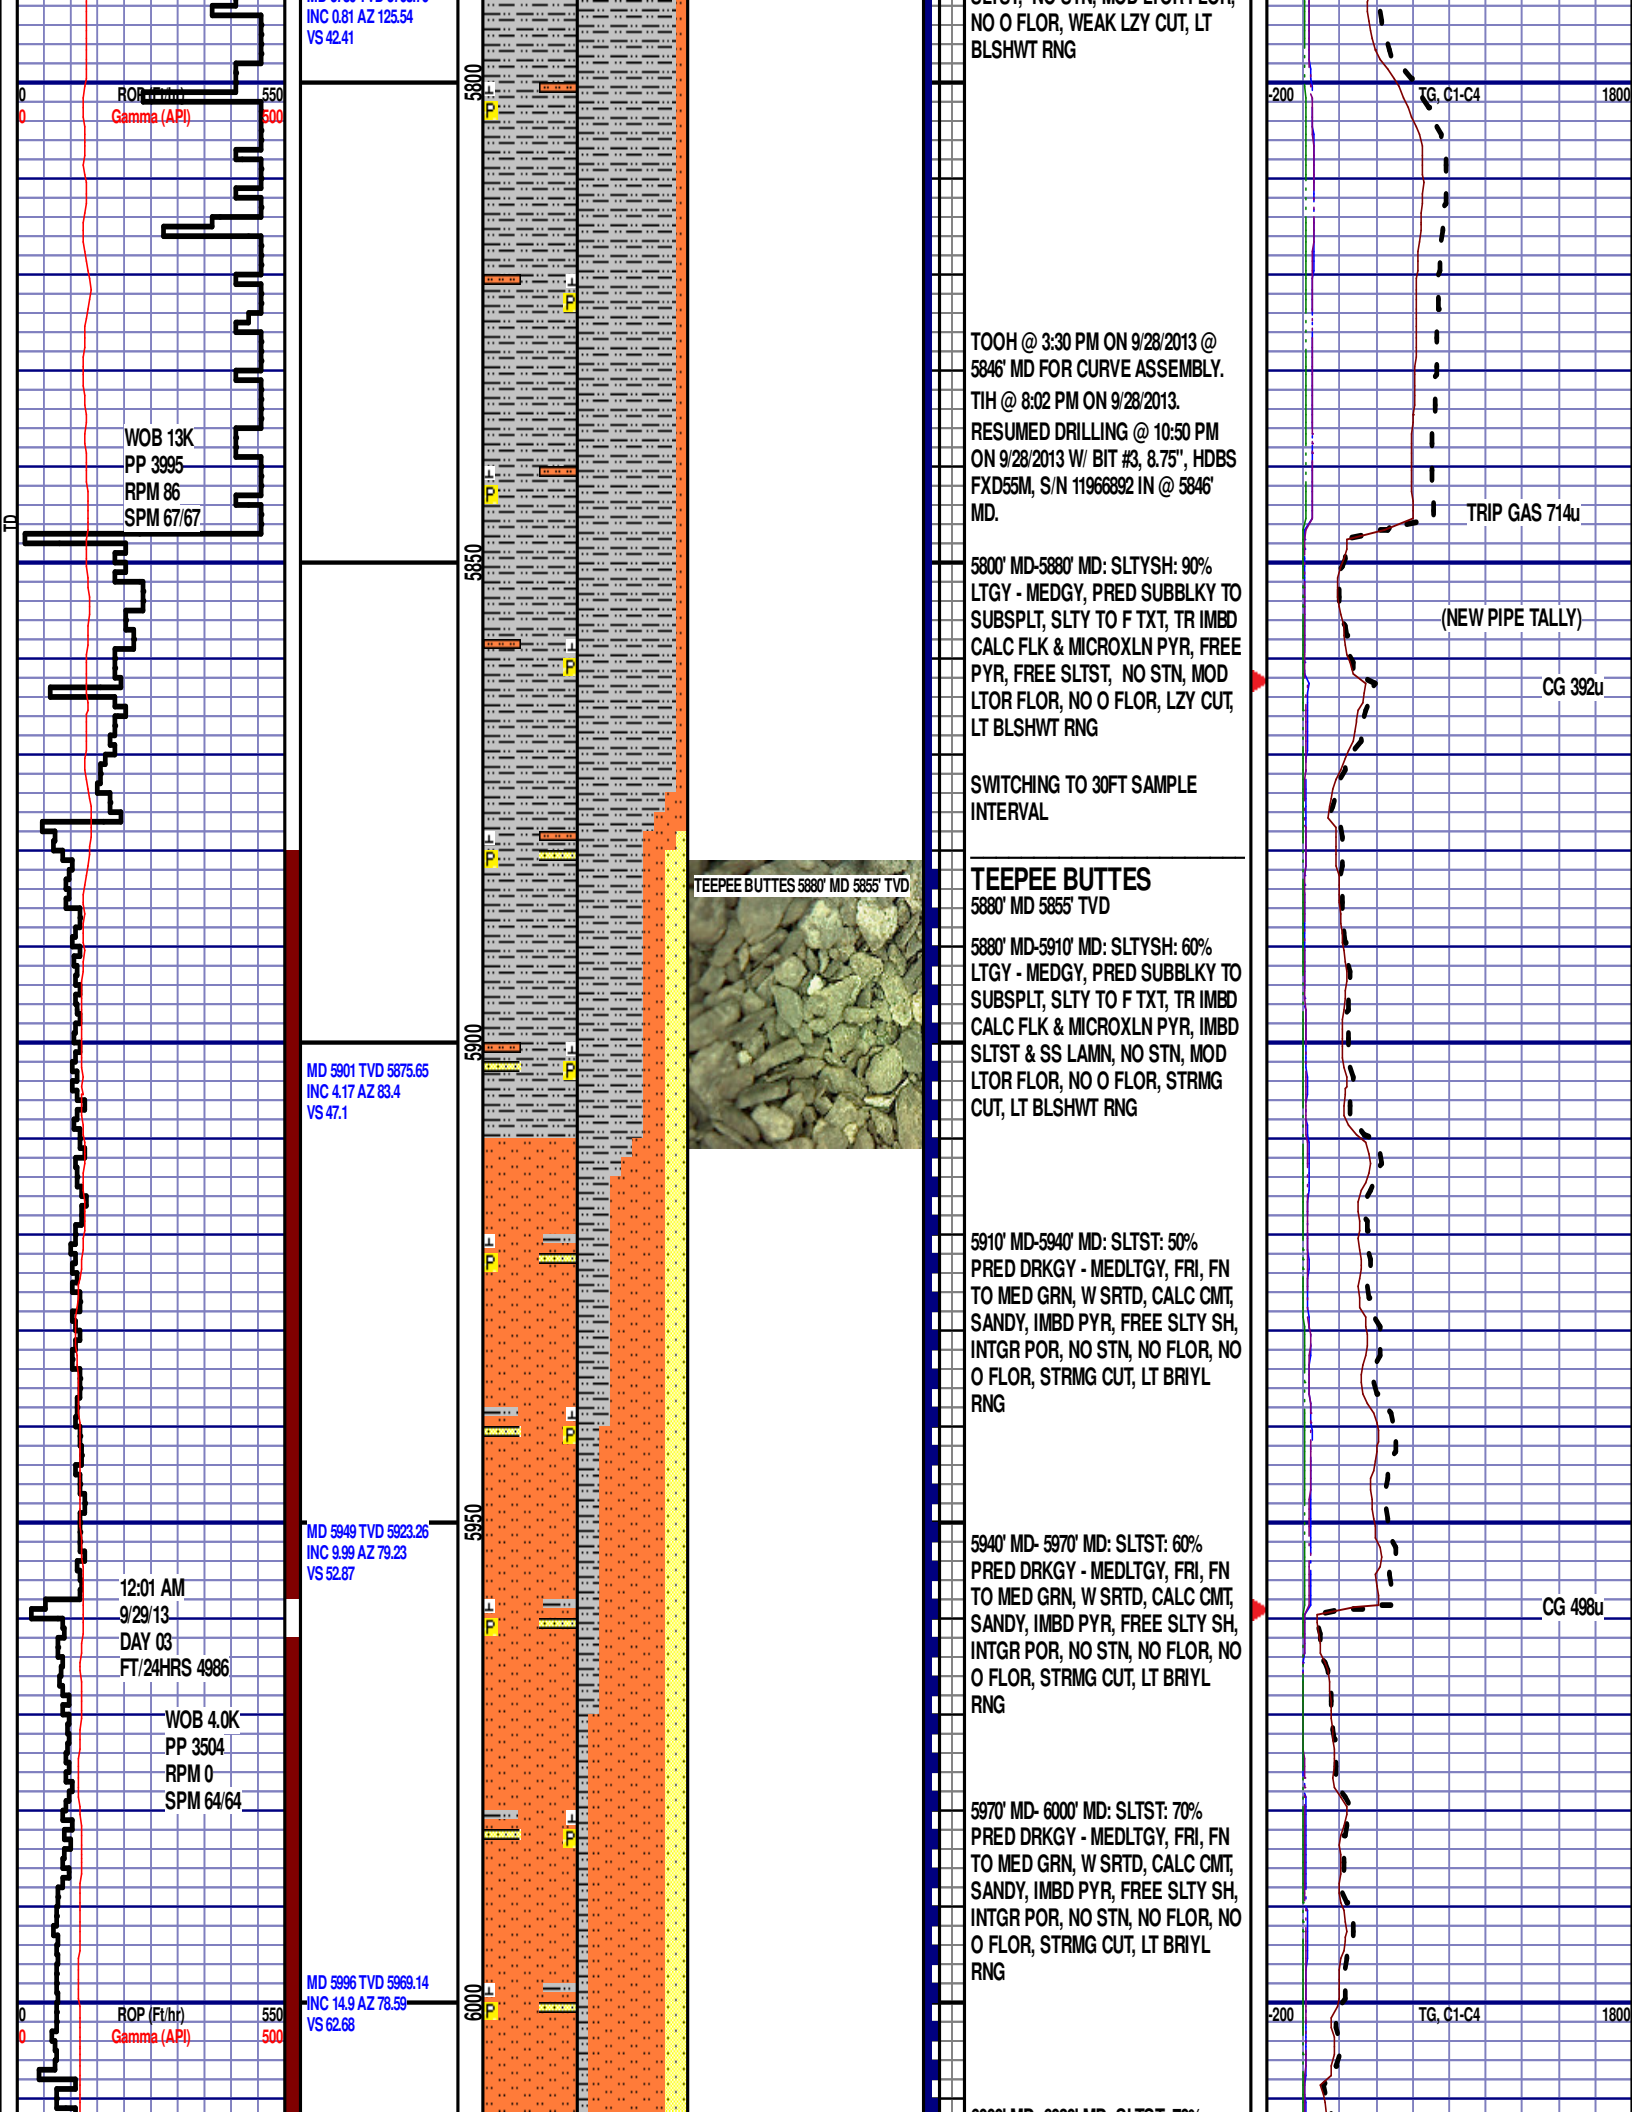 INC 0.81 AZ 125.54
VS 42.41
0 ROP (Ft/hr) 550
0 Gamma (API) 500
WOB 13K
PP 3995
RPM 86
SPM 67/67
TD
12:01 AM
9/29/13
DAY 03
FT/24HRS 4986
WOB 4.0K
PP 3504
RPM 0
SPM 64/64
0 ROP (Ft/hr) 550
0 Gamma (API) 500
MD 5901 TVD 5875.65
INC 4.17 AZ 83.4
VS 47.1
MD 5949 TVD 5923.26
INC 9.99 AZ 79.23
VS 52.87
MD 5996 TVD 5969.14
INC 14.9 AZ 78.59
VS 62.68
5800
5850
5900
5950
6000
P
P
P
P
P
P
P
P
P
P
P
TEEPEE BUTTES 5880' MD 5855' TVD
NO O FLOR, WEAK LZY CUT, LT
BLSHWT RNG
TOOH @ 3:30 PM ON 9/28/2013 @
5846' MD FOR CURVE ASSEMBLY.
TIH @ 8:02 PM ON 9/28/2013.
RESUMED DRILLING @ 10:50 PM
ON 9/28/2013 W/ BIT #3, 8.75", HDBS
FXD55M, S/N 11966892 IN @ 5846'
MD.
5800' MD-5880' MD: SLTYSH: 90%
LTGY - MEDGY, PRED SUBBLKY TO
SUBSPLT, SLTY TO F TXT, TR IMBD
CALC FLK & MICROXLN PYR, FREE
PYR, FREE SLTST, NO STN, MOD
LTOR FLOR, NO O FLOR, LZY CUT,
LT BLSHWT RNG
SWITCHING TO 30FT SAMPLE
INTERVAL
TEEPEE BUTTES
5880' MD 5855' TVD
5880' MD-5910' MD: SLTYSH: 60%
LTGY - MEDGY, PRED SUBBLKY TO
SUBSPLT, SLTY TO F TXT, TR IMBD
CALC FLK & MICROXLN PYR, IMBD
SLTST & SS LAMN, NO STN, MOD
LTOR FLOR, NO O FLOR, STRMG
CUT, LT BLSHWT RNG
5910' MD-5940' MD: SLTST: 50%
PRED DRKGY - MEDLTGY, FRI, FN
TO MED GRN, W SRTD, CALC CMT,
SANDY, IMBD PYR, FREE SLTY SH,
INTGR POR, NO STN, NO FLOR, NO
O FLOR, STRMG CUT, LT BRIYL
RNG
5940' MD- 5970' MD: SLTST: 60%
PRED DRKGY - MEDLTGY, FRI, FN
TO MED GRN, W SRTD, CALC CMT,
SANDY, IMBD PYR, FREE SLTY SH,
INTGR POR, NO STN, NO FLOR, NO
O FLOR, STRMG CUT, LT BRIYL
RNG
5970' MD- 6000' MD: SLTST: 70%
PRED DRKGY - MEDLTGY, FRI, FN
TO MED GRN, W SRTD, CALC CMT,
SANDY, IMBD PYR, FREE SLTY SH,
INTGR POR, NO STN, NO FLOR, NO
O FLOR, STRMG CUT, LT BRIYL
RNG
-200 TG, C1-C4 1800
TRIP GAS 714u
(NEW PIPE TALLY)
CG 392u
CG 498u
-200 TG, C1-C4 1800